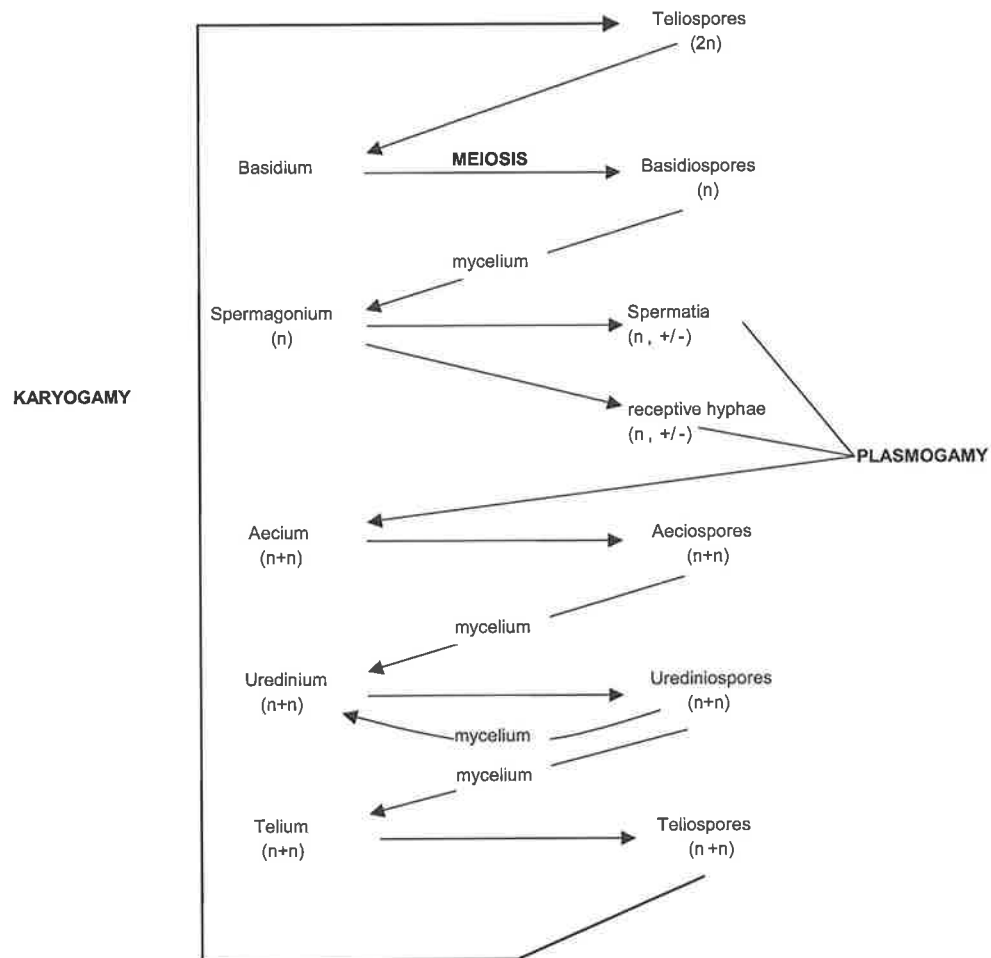 Teliospores
(2n)
Basidium
MEIOSIS
Basidiospores
(n)
mycelium
Spermagonium
(n)
Spermatia
(n, +/-)
KARYOGAMY
receptive hyphae
(n, +/-)
PLASMOGAMY
Aecium
(n+n)
Aeciospores
(n+n)
mycelium
Uredinium
(n+n)
Urediniospores
(n+n)
mycelium
mycelium
Telium
(n+n)
Teliospores
(n+n)